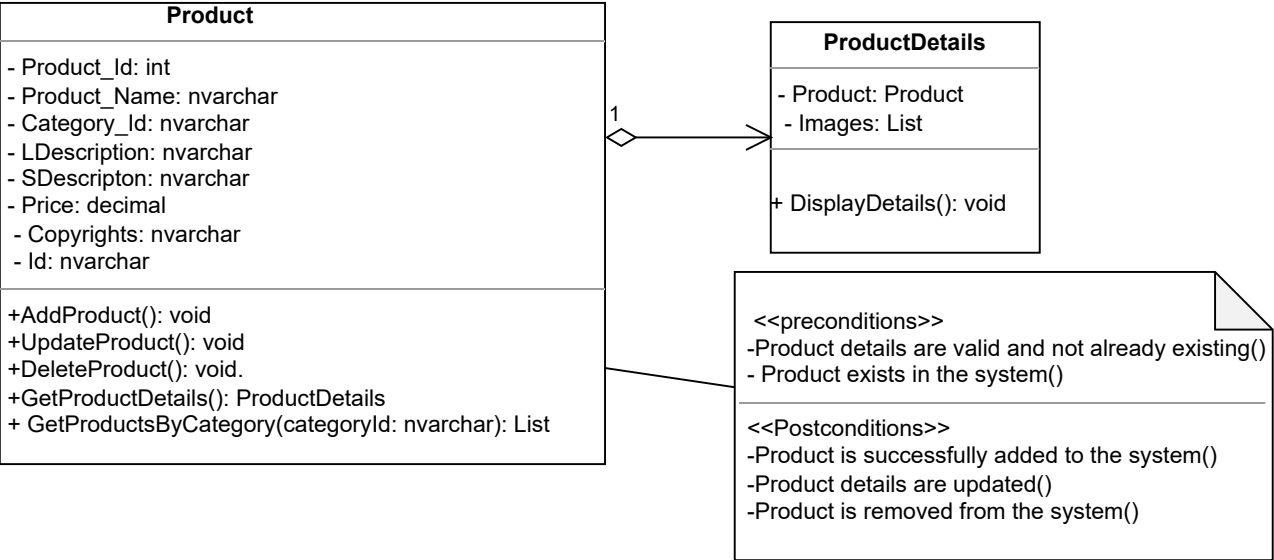 Product
- Product_Id: int
- Product_Name: nvarchar
- Category_Id: nvarchar
- LDescription: nvarchar
- SDescripton: nvarchar
- Price: decimal
- Copyrights: nvarchar
- Id: nvarchar
+AddProduct(): void
+UpdateProduct(): void
+DeleteProduct(): void.
+GetProductDetails(): ProductDetails
+ GetProductsByCategory(categoryId: nvarchar): List
1
ProductDetails
- Product: Product
- Images: List
+ DisplayDetails(): void
<<preconditions>>
-Product details are valid and not already existing()
- Product exists in the system()
<<Postconditions>>
-Product is successfully added to the system()
-Product details are updated()
-Product is removed from the system()